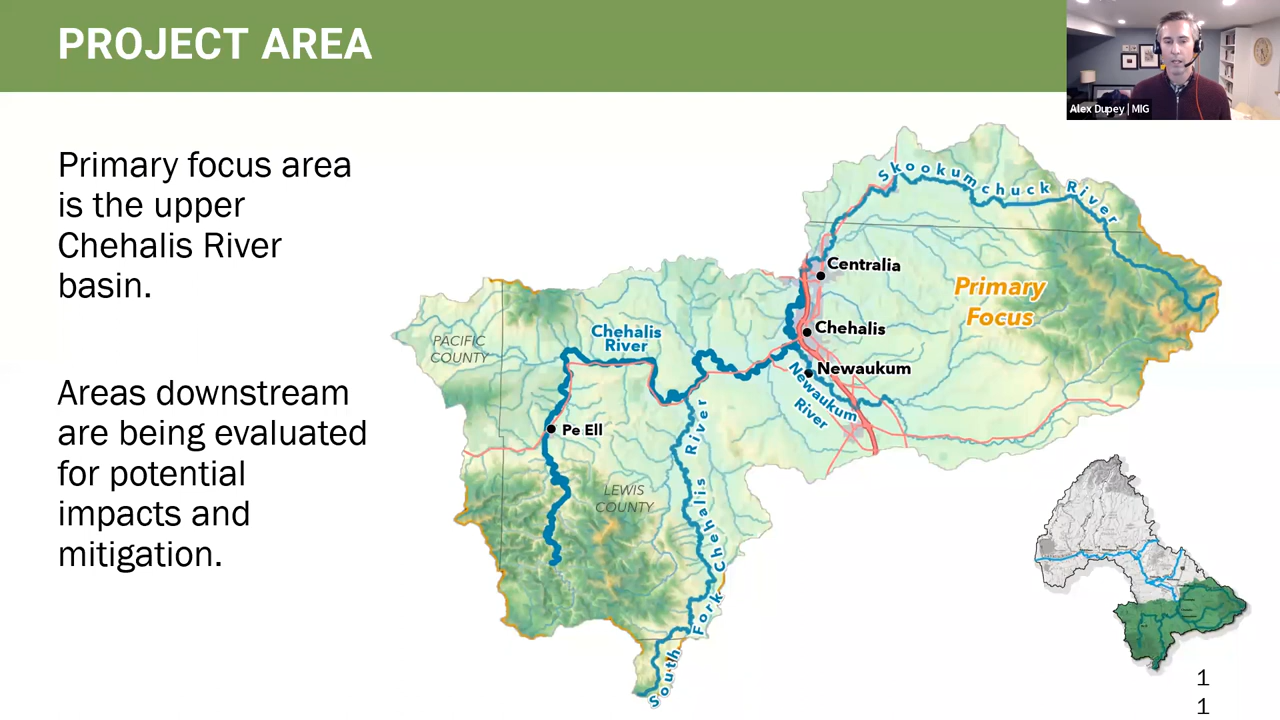 PROJECT AREA
Alex Dupey | MIG
Primary focus area
is the upper
Chehalis River
basin.
Areas downstream
are being evaluated
for potential
impacts and
mitigation.
Skookumchuck River
Centralia
Primary
Focus
Chehalis
River
Chehalis
PACIFIC
COUNTY
Newaukum
Newaukum
River
Pe Ell
LEWIS
COUNTY
South Fork Chehalis River
1
1